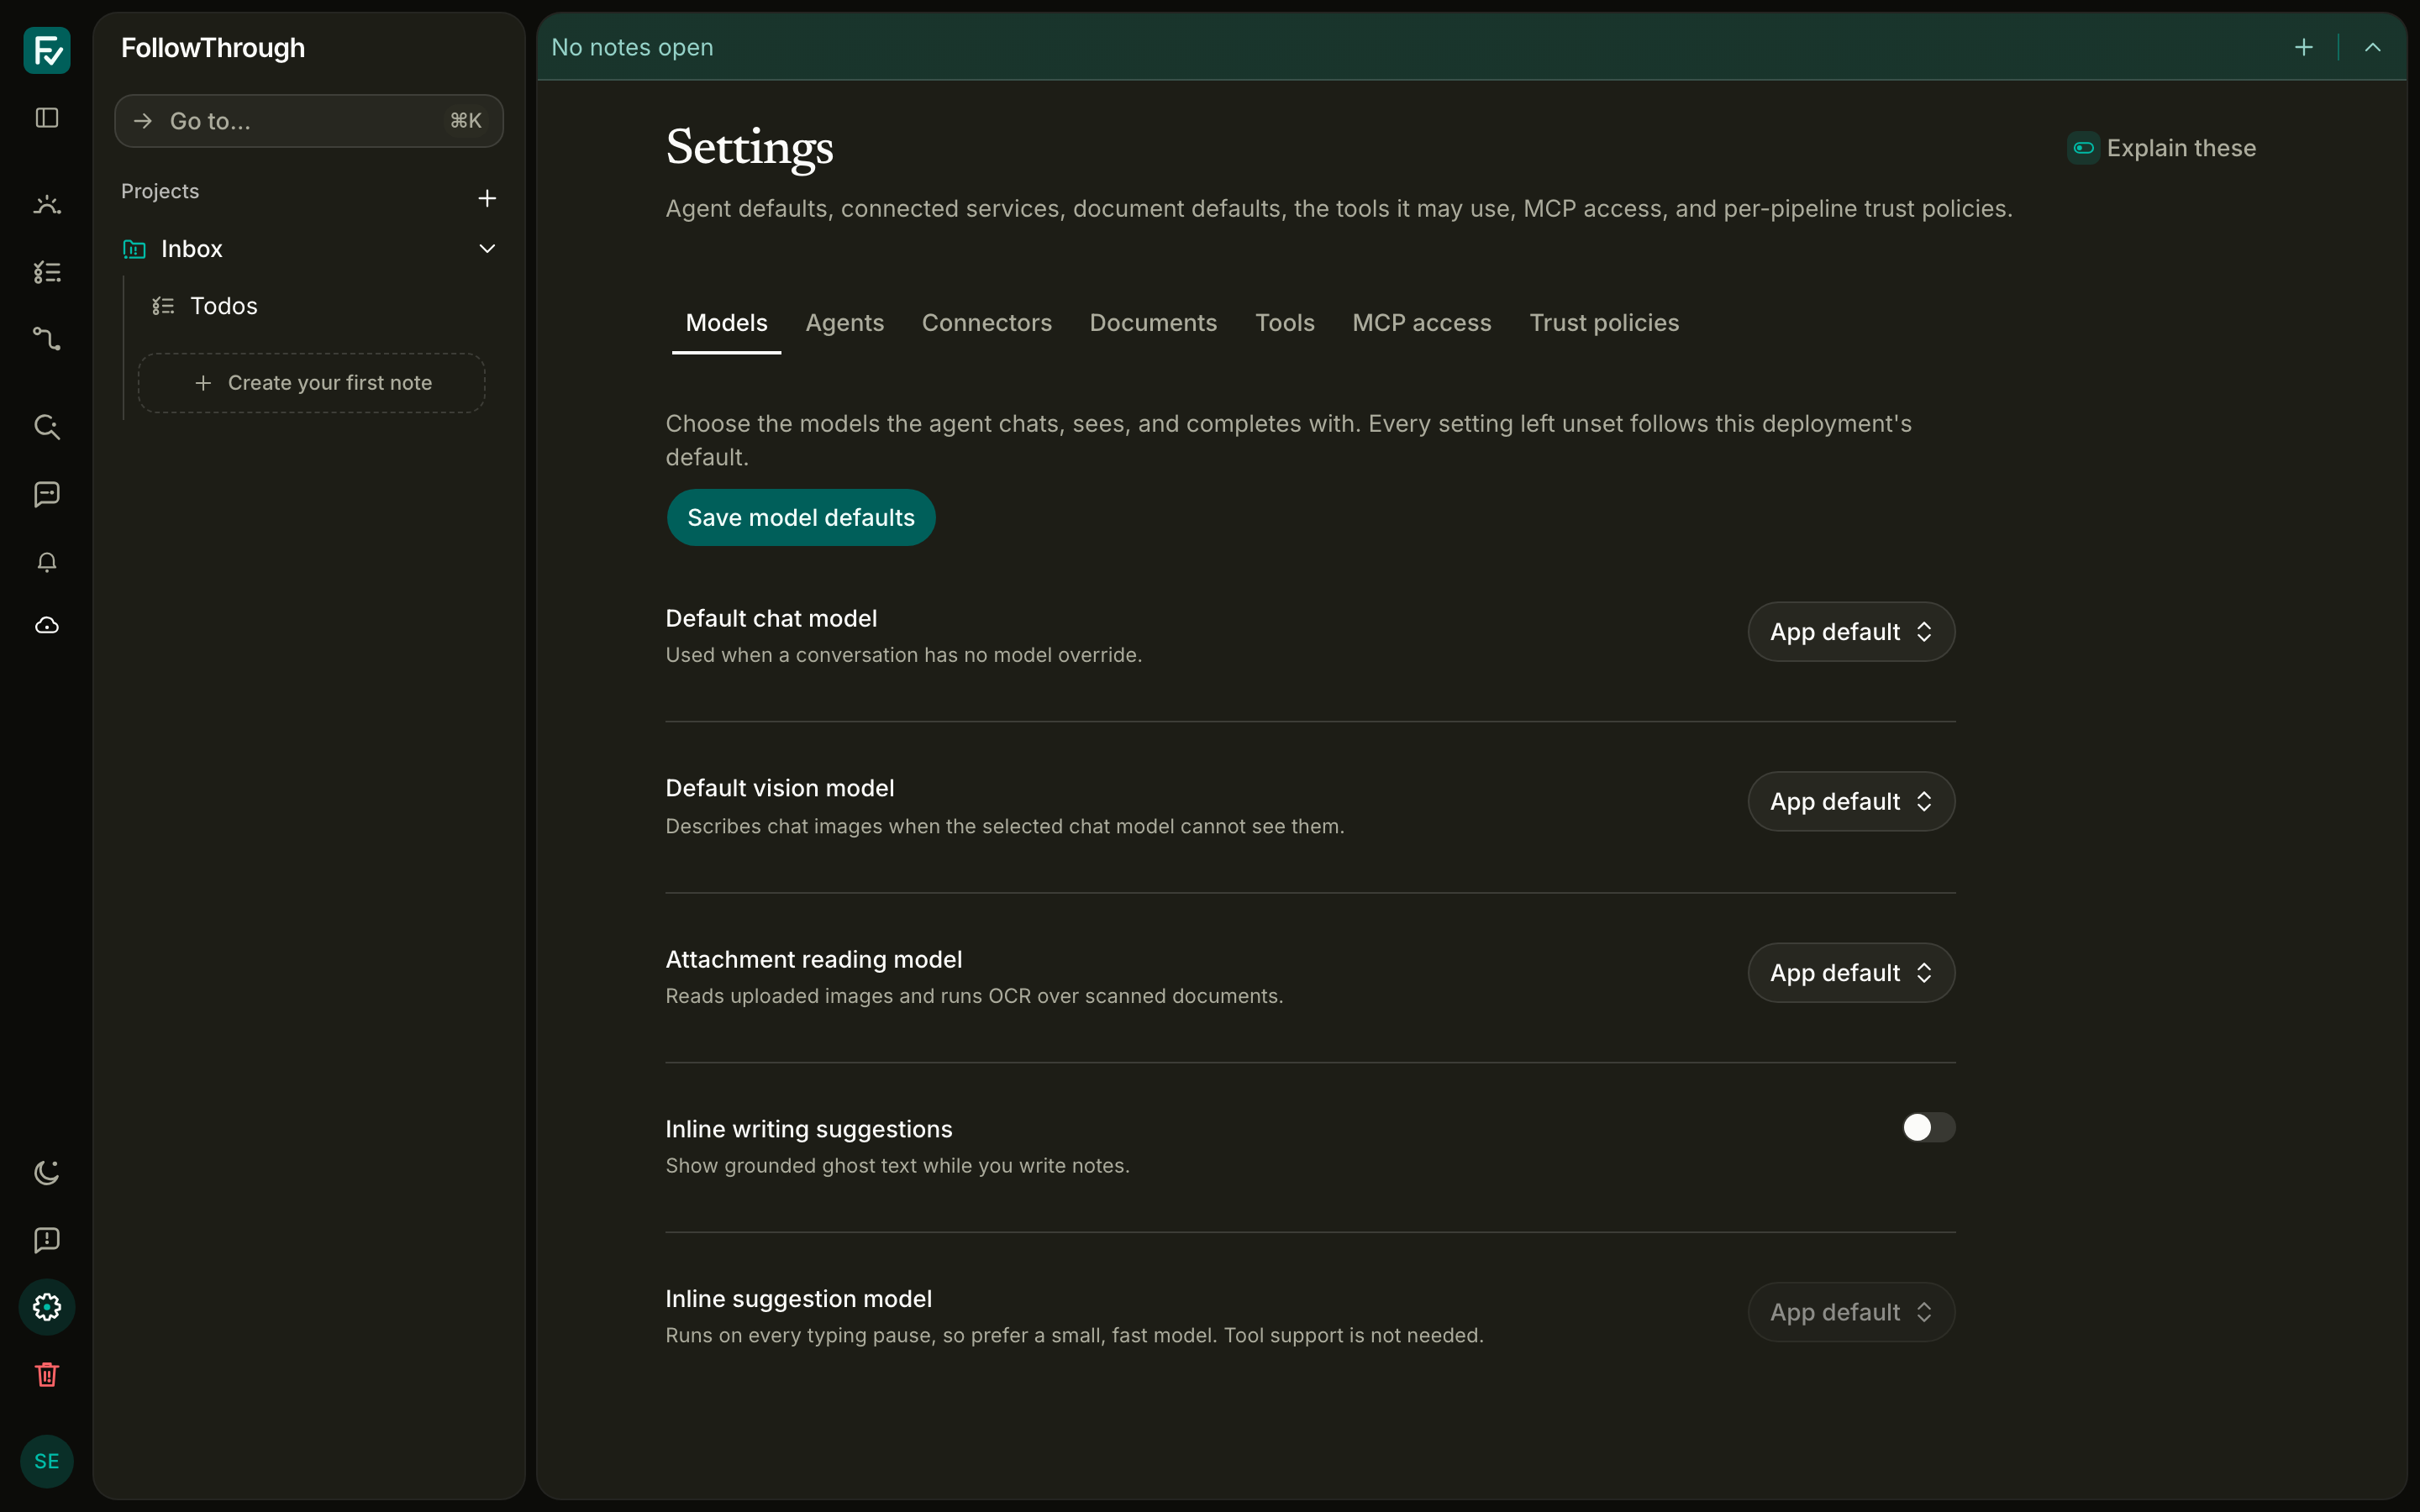 FollowThrough
Go to...
⌘K
Projects
Inbox
Todos
Create your first note
SE
No notes open
Settings
Explain these
Agent defaults, connected services, document defaults, the tools it may use, MCP access, and per-pipeline trust policies.
Models Agents Connectors Documents Tools MCP access Trust policies
Choose the models the agent chats, sees, and completes with. Every setting left unset follows this deployment's
default.
Save model defaults
Default chat model
App default
Used when a conversation has no model override.
Default vision model
App default
Describes chat images when the selected chat model cannot see them.
Attachment reading model
App default
Reads uploaded images and runs OCR over scanned documents.
Inline writing suggestions
Show grounded ghost text while you write notes.
Inline suggestion model
App default
Runs on every typing pause, so prefer a small, fast model. Tool support is not needed.